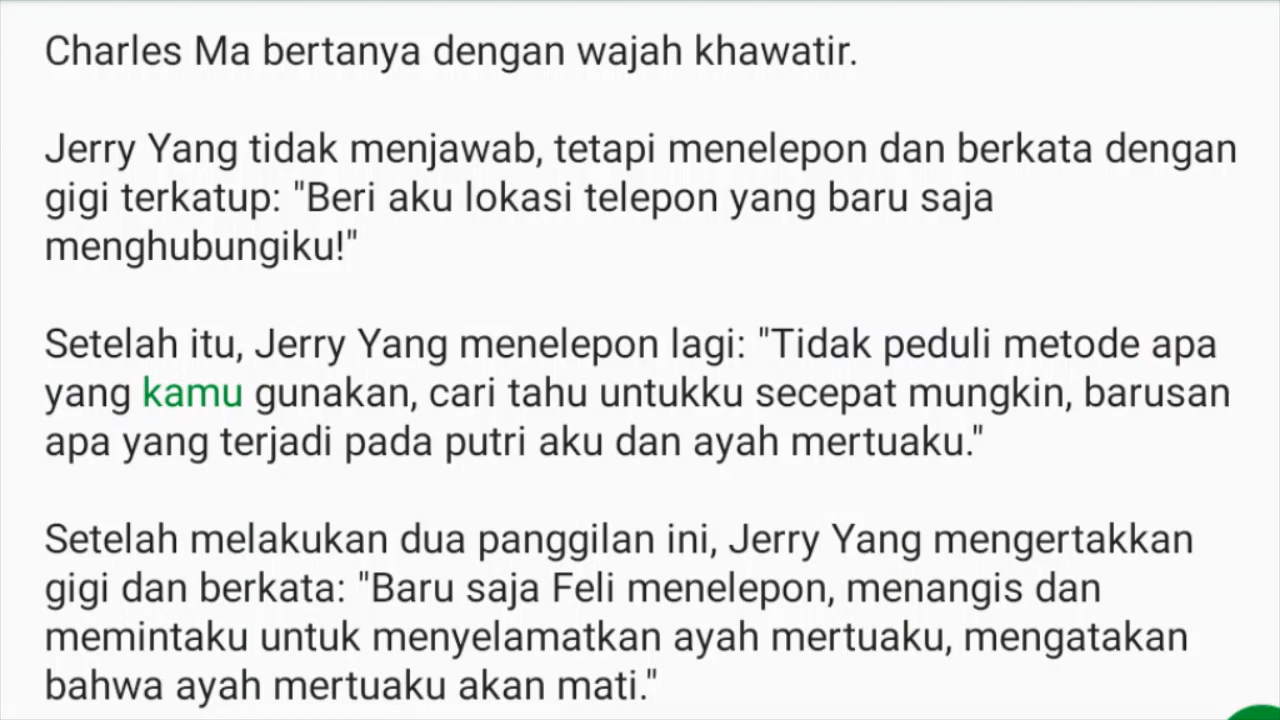 Charles Ma bertanya dengan wajah khawatir.
Jerry Yang tidak menjawab, tetapi menelepon dan berkata dengan
gigi terkatup: "Beri aku lokasi telepon yang baru saja
menghubungiku!"
Setelah itu, Jerry Yang menelepon lagi: "Tidak peduli metode apa
yang kamu gunakan, cari tahu untukku secepat mungkin, barusan
apa yang terjadi pada putri aku dan ayah mertuaku."
Setelah melakukan dua panggilan ini, Jerry Yang mengertakkan
gigi dan berkata: "Baru saja Feli menelepon, menangis dan
memintaku untuk menyelamatkan ayah mertuaku, mengatakan
bahwa ayah mertuaku akan mati."